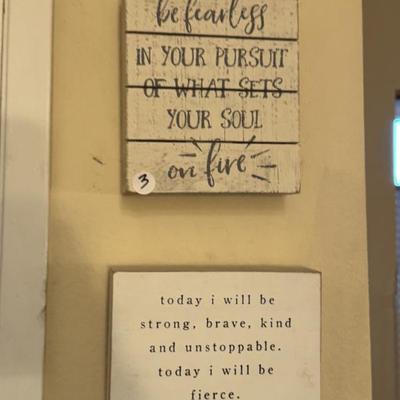 be fearless
IN YOUR PURSUIT
OF WHAT SETS
YOUR SOUL
on fire
3
today i will be
strong, brave, kind
and unstoppable.
today i will be
fierce.